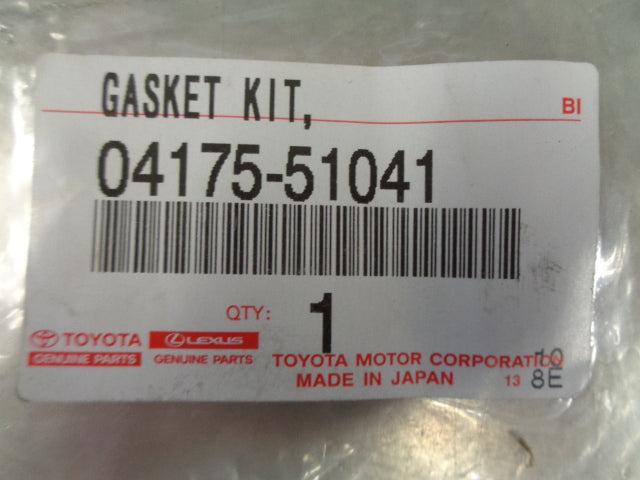 GASKET KIT,
BI
04175-51041
QTY: 1
TOYOTA LEXUS
GENUINE PARTS GENUINE PARTS
TOYOTA MOTOR CORPORATION 10
MADE IN JAPAN 13 8E